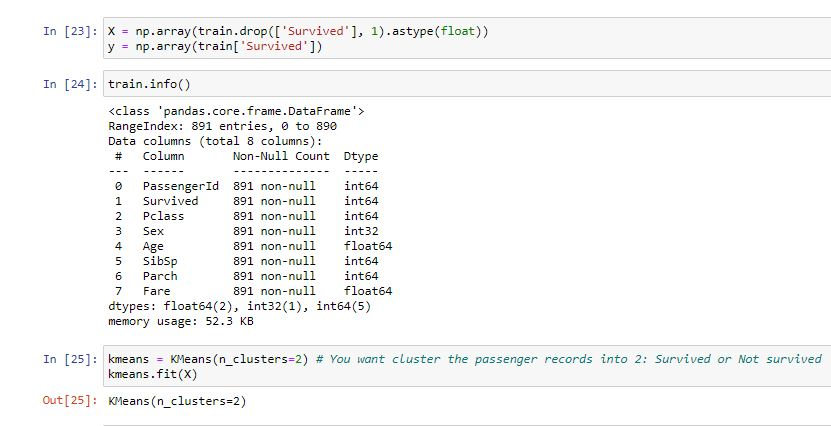 In [23]: X = np.array(train.drop(['Survived'], 1).astype(float))
y = np.array(train['Survived'])
In [24]: train.info()
<class 'pandas.core.frame.DataFrame'>
RangeIndex: 891 entries, 0 to 890
Data columns (total 8 columns):
#   Column       Non-Null Count  Dtype
---  ------       --------------  -----
0   PassengerId  891 non-null    int64
1   Survived     891 non-null    int64
2   Pclass       891 non-null    int64
3   Sex          891 non-null    int32
4   Age          891 non-null    float64
5   SibSp        891 non-null    int64
6   Parch        891 non-null    int64
7   Fare         891 non-null    float64
dtypes: float64(2), int32(1), int64(5)
memory usage: 52.3 KB
In [25]: kmeans = KMeans(n_clusters=2) # You want cluster the passenger records into 2: Survived or Not survived
kmeans.fit(X)
Out[25]: KMeans(n_clusters=2)